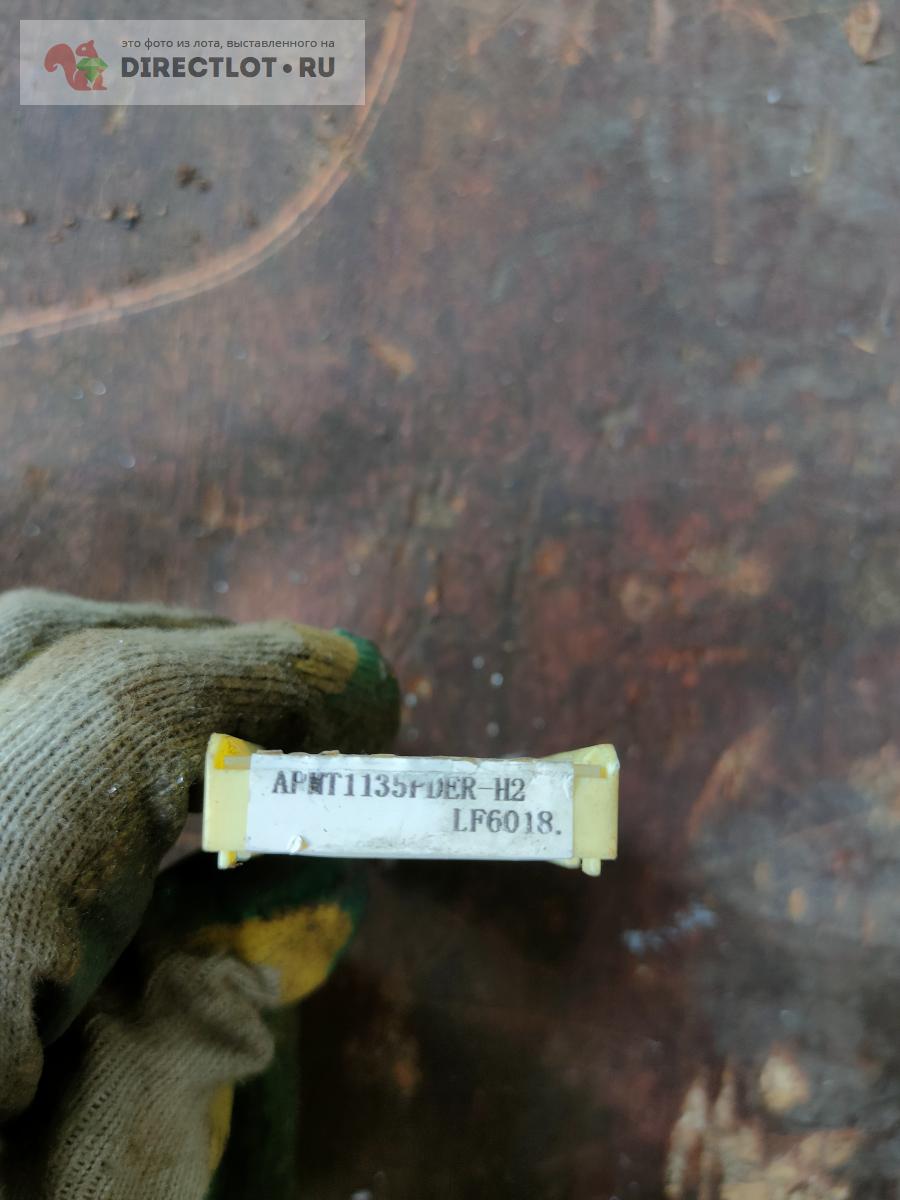 это фото из лота, выставленного на
DIRECTLOT•RU
APMT1135PDER-H2
LF6018.